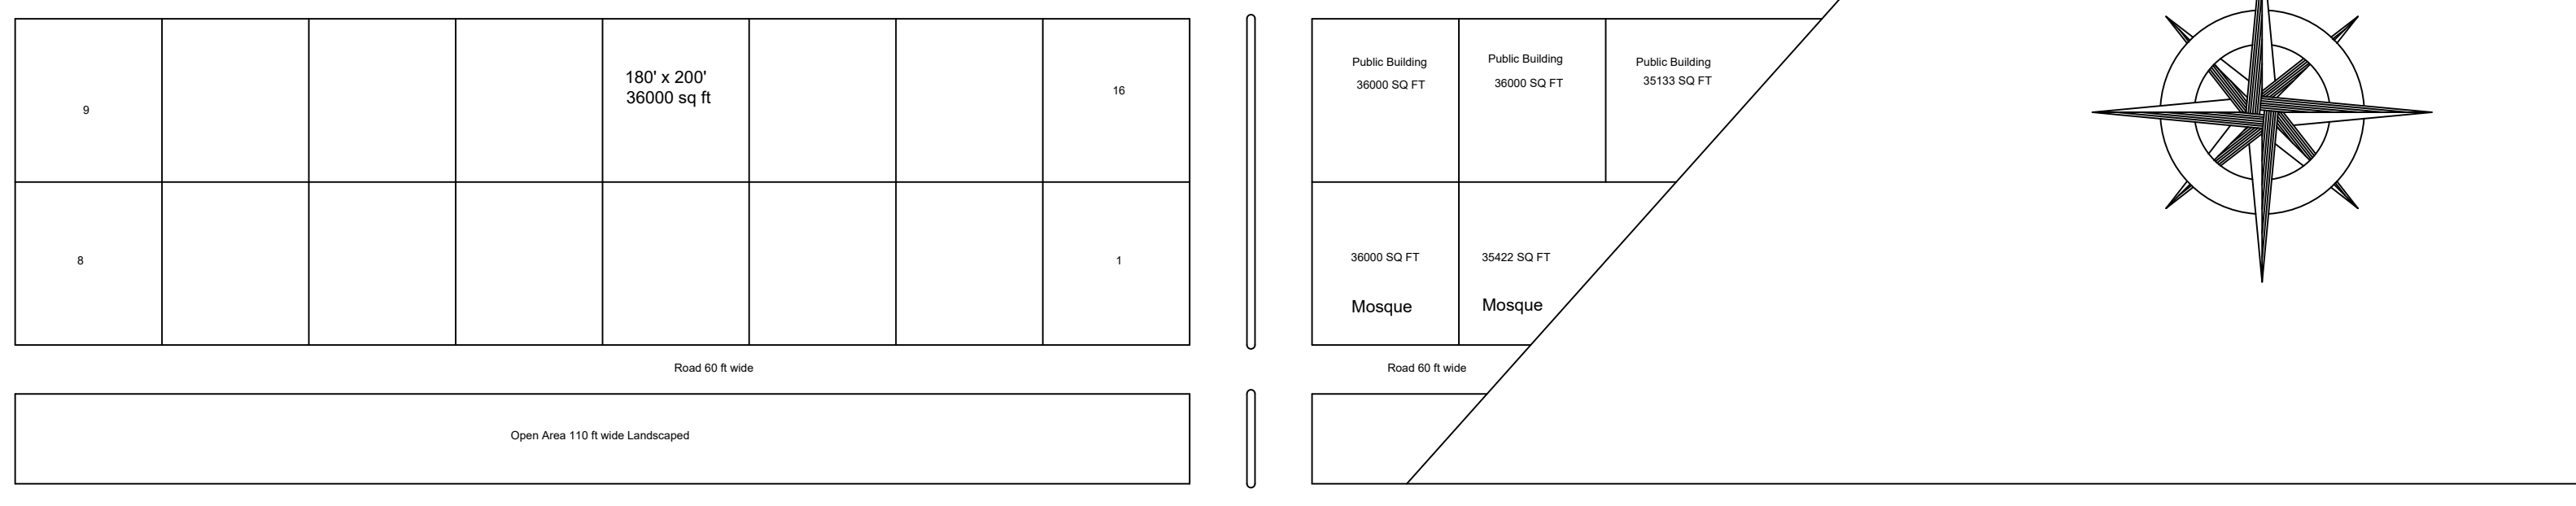 180' x 200'
36000 sq ft
9
16
8
1
Public Building
36000 SQ FT
Public Building
36000 SQ FT
Public Building
35133 SQ FT
36000 SQ FT
Mosque
35422 SQ FT
Mosque
Road 60 ft wide
Road 60 ft wide
Open Area 110 ft wide Landscaped